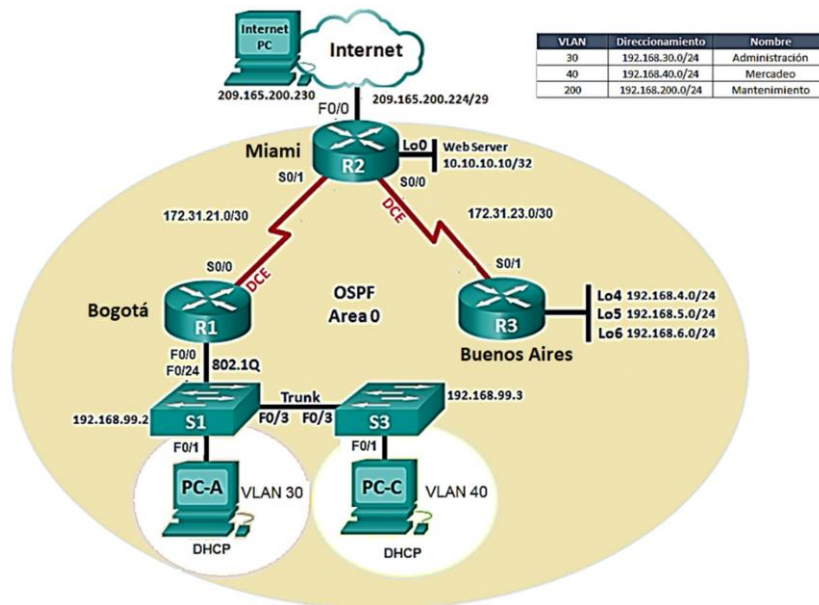 Internet
PC
Internet
209.165.200.230
209.165.200.224/29
F0/0
VLAN Direccionamiento Nombre
30 192.168.30.0/24 Administración
40 192.168.40.0/24 Mercadeo
200 192.168.200.0/24 Mantenimiento
Miami
R2
Lo0
Web Server
10.10.10.10/32
S0/1
S0/0
DCE
172.31.21.0/30
172.31.23.0/30
S0/0
DCE
S0/1
Bogotá
R1
OSPF
Area 0
R3
Buenos Aires
Lo4 192.168.4.0/24
Lo5 192.168.5.0/24
Lo6 192.168.6.0/24
F0/0
F0/24
802.1Q
192.168.99.2
S1
Trunk
F0/3 F0/3
S3
192.168.99.3
F0/1
F0/1
PC-A
VLAN 30
DHCP
PC-C
VLAN 40
DHCP